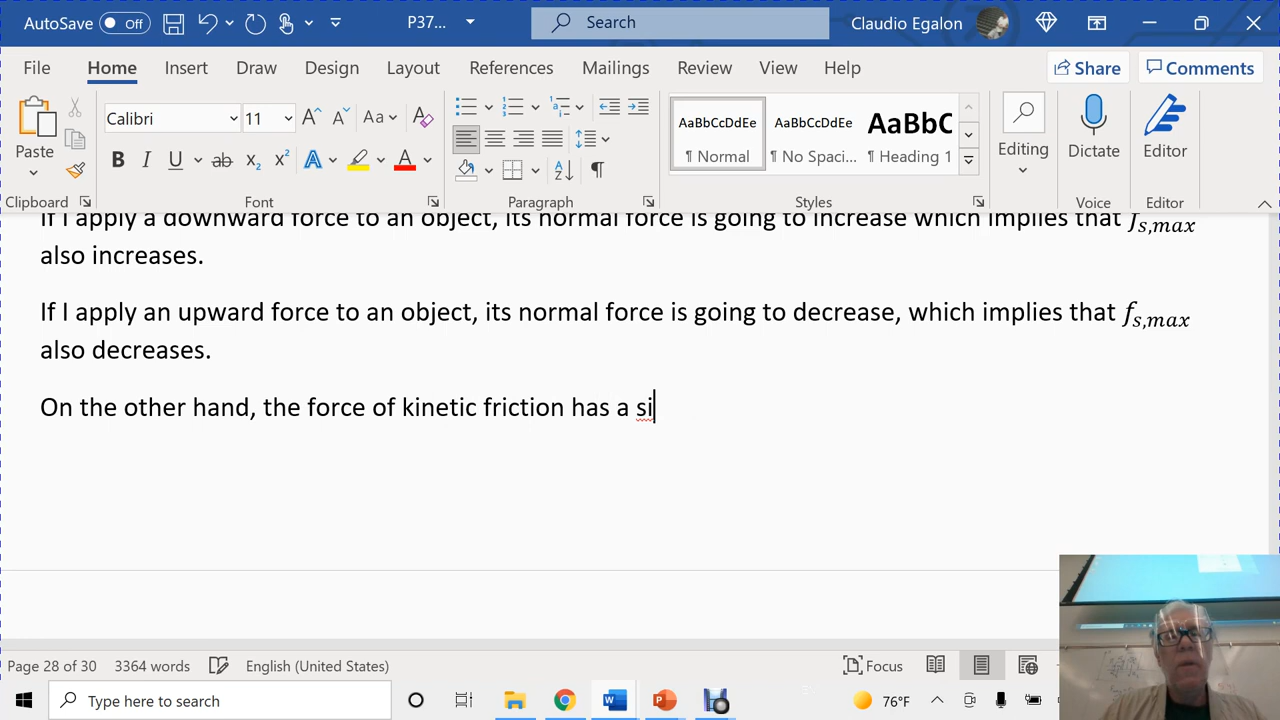 AutoSave Off P37... Search Claudio Egalon
File Home Insert Draw Design Layout References Mailings Review View Help Share Comments
Calibri 11 Aa
AaBbCcDdEe AaBbCcDdEe AaBbC
Paste B I U ab x₂ x² A A ¶ ¶ Normal ¶ No Spaci... ¶ Heading 1 Editing Dictate Editor
Clipboard Font Paragraph Styles Voice Editor
If I apply a downward force to an object, its normal force is going to increase which implies that f_{s,max}
also increases.
If I apply an upward force to an object, its normal force is going to decrease, which implies that f_{s,max}
also decreases.
On the other hand, the force of kinetic friction has a si
Page 28 of 30 3364 words English (United States) Focus
Type here to search 76°F